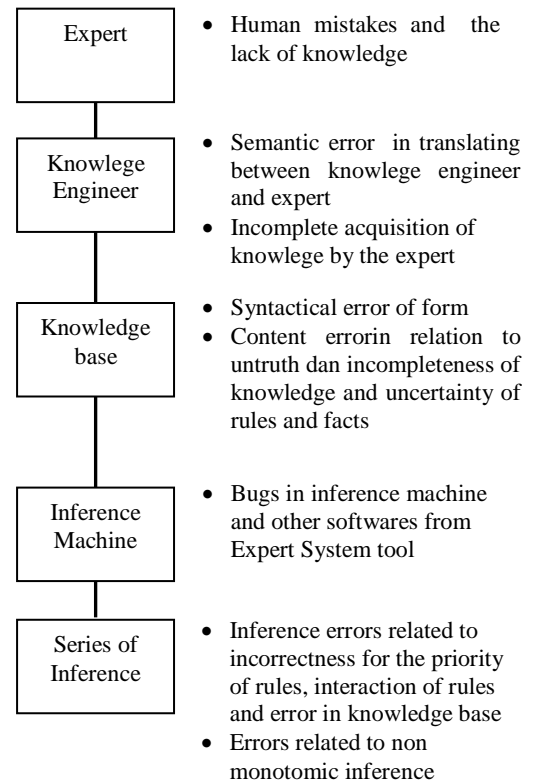 Expert
• Human mistakes and the
lack of knowledge
Knowlege
Engineer
• Semantic error in translating
between knowlege engineer
and expert
• Incomplete acquisition of
knowlege by the expert
Knowledge
base
• Syntactical error of form
• Content errorin relation to
untruth dan incompleteness of
knowledge and uncertainty of
rules and facts
Inference
Machine
• Bugs in inference machine
and other softwares from
Expert System tool
Series of
Inference
• Inference errors related to
incorrectness for the priority
of rules, interaction of rules
and error in knowledge base
• Errors related to non
monotomic inference